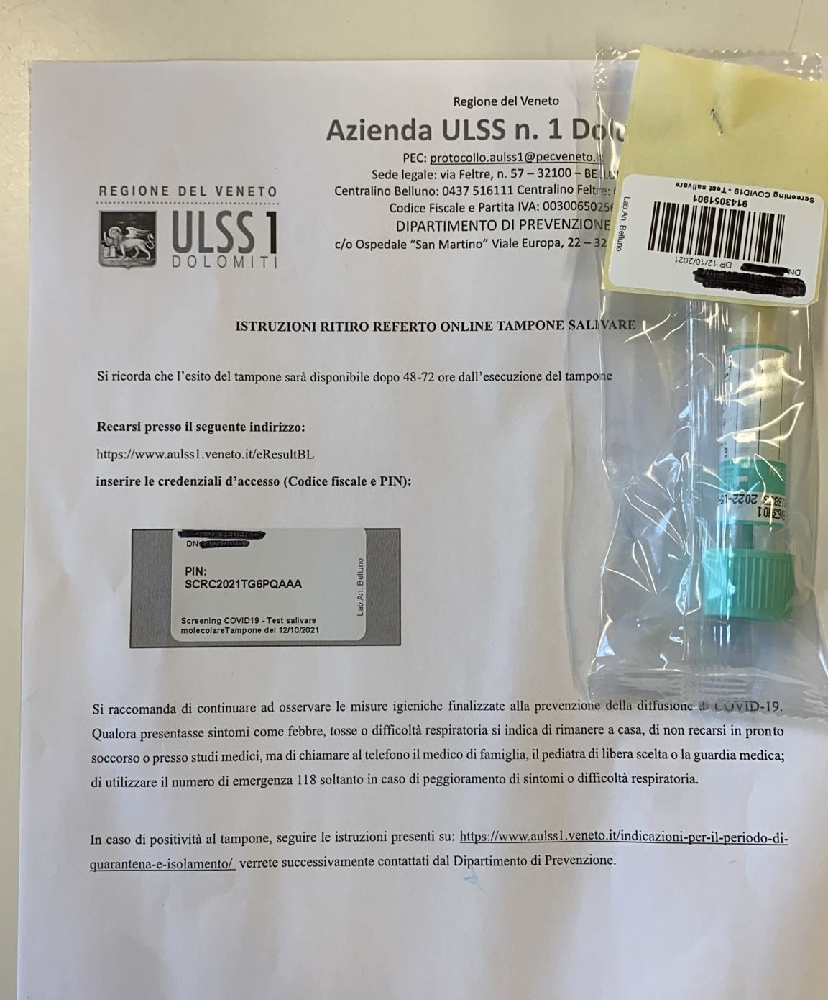 Regione del Veneto
Azienda ULSS n. 1
PEC: protocollo.aulss1@pecveneto.
Sede legale: via Feltre, n. 57 – 32100 –
Centralino Belluno: 0437 516111 Centralino Feltre:
Codice Fiscale e Partita IVA:
DIPARTIMENTO DI PREVENZIONE
c/o Ospedale “San Martino” Viale Europa, 22 –
REGIONE DEL VENETO
ULSS 1
DOLOMITI
Screening COVID19 - Test salivare
9143051901
Lab.An. Belluno
DP 12/10/2021
DN
ISTRUZIONI RITIRO REFERTO ONLINE TAMPONE SALIVARE
Si ricorda che l’esito del tampone sarà disponibile dopo 48-72 ore dall’esecuzione del tampone
Recarsi presso il seguente indirizzo:
https://www.aulss1.veneto.it/eResultBL
inserire le credenziali d’accesso (Codice fiscale e PIN):
DN
PIN:
SCRC2021TG6PQAAA
Lab.An. Belluno
Screening COVID19 - Test salivare
molecolareTampone del 12/10/2021
Si raccomanda di continuare ad osservare le misure igieniche finalizzate alla prevenzione della diffusione di COVID-19.
Qualora presentasse sintomi come febbre, tosse o difficoltà respiratoria si indica di rimanere a casa, di non recarsi in pronto
soccorso o presso studi medici, ma di chiamare al telefono il medico di famiglia, il pediatra di libera scelta o la guardia medica;
di utilizzare il numero di emergenza 118 soltanto in caso di peggioramento di sintomi o difficoltà respiratoria.
In caso di positività al tampone, seguire le istruzioni presenti su: https://www.aulss1.veneto.it/indicazioni-per-il-periodo-di-
quarantena-e-isolamento/ verrete successivamente contattati dal Dipartimento di Prevenzione.